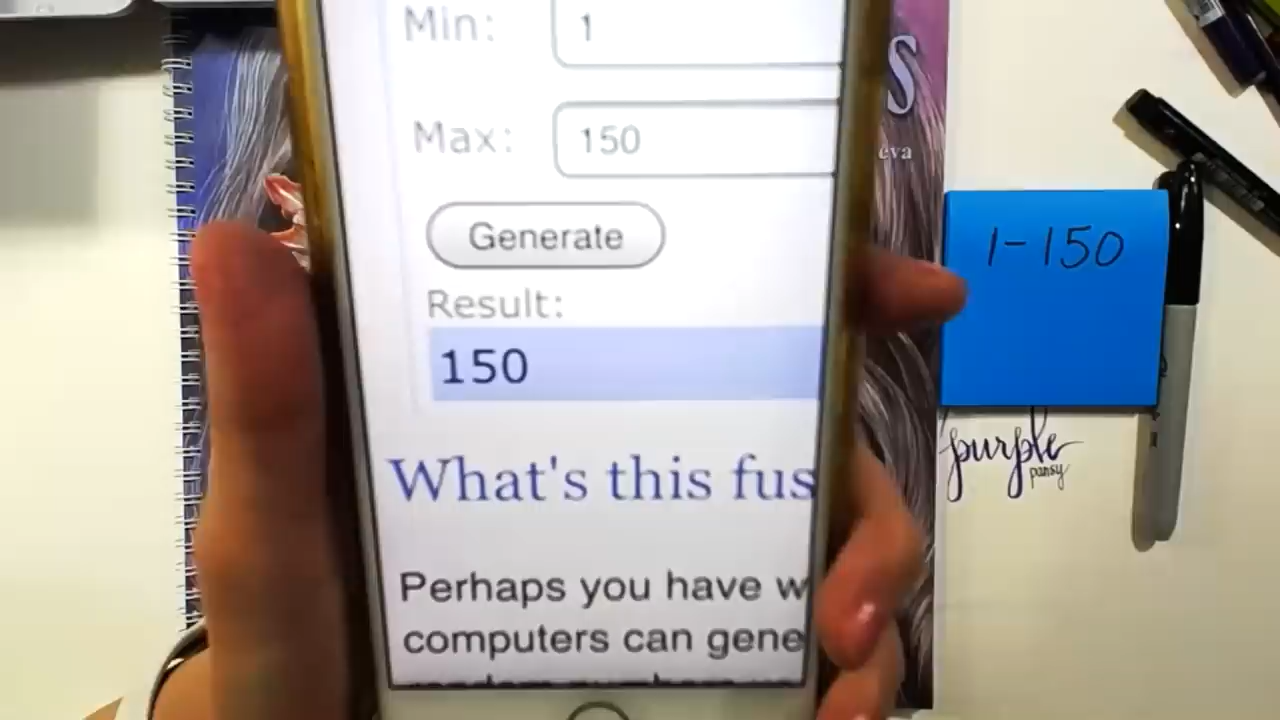 Min: 1
Max: 150
Generate
Result:
150
What's this fus
Perhaps you have w
computers can gene
S
eva
1-150
purple
pansy